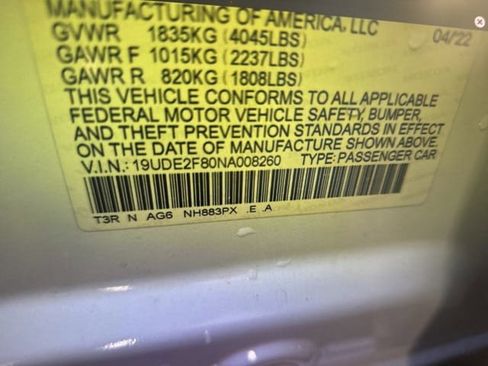 MANUFACTURING OF AMERICA, LLC
GVWR 1835KG (4045LBS) 04/22
GAWR F 1015KG (2237LBS)
GAWR R 820KG (1808LBS)
THIS VEHICLE CONFORMS TO ALL APPLICABLE
FEDERAL MOTOR VEHICLE SAFETY, BUMPER,
AND THEFT PREVENTION STANDARDS IN EFFECT
ON THE DATE OF MANUFACTURE SHOWN ABOVE.
V.I.N.: 19UDE2F80NA008260 TYPE: PASSENGER CAR
T3R N AG6 NH883PX .E .A